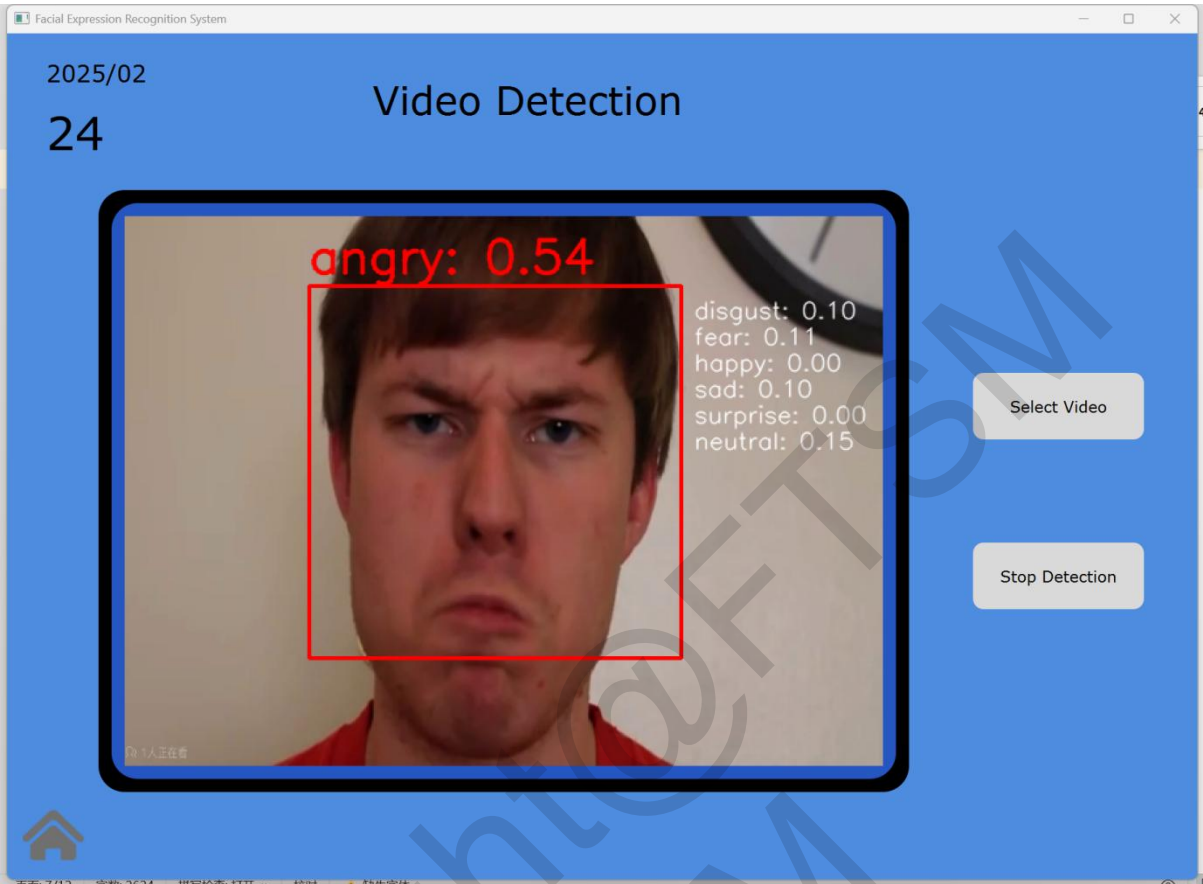 Facial Expression Recognition System
2025/02
24
Video Detection
angry: 0.54
disgust: 0.10
fear: 0.11
happy: 0.00
sad: 0.10
surprise: 0.00
neutral: 0.15
Select Video
Stop Detection
1人正在看
ht@FTSM